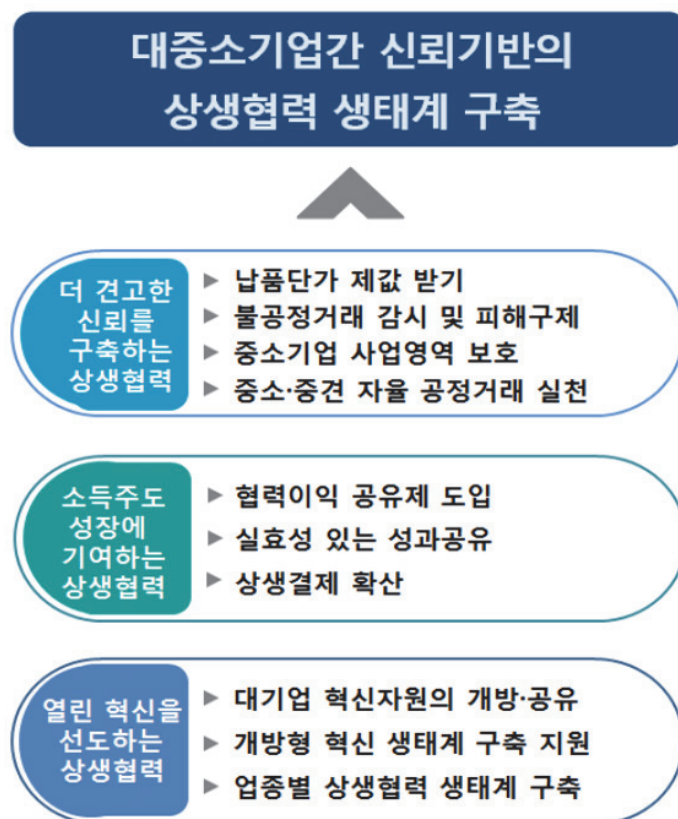 대중소기업간 신뢰기반의
상생협력 생태계 구축
더 견고한
신뢰를
구축하는
상생협력
▶ 납품단가 제값 받기
▶ 불공정거래 감시 및 피해구제
▶ 중소기업 사업영역 보호
▶ 중소·중견 자율 공정거래 실천
소득주도
성장에
기여하는
상생협력
▶ 협력이익 공유제 도입
▶ 실효성 있는 성과공유
▶ 상생결제 확산
열린 혁신을
선도하는
상생협력
▶ 대기업 혁신자원의 개방·공유
▶ 개방형 혁신 생태계 구축 지원
▶ 업종별 상생협력 생태계 구축